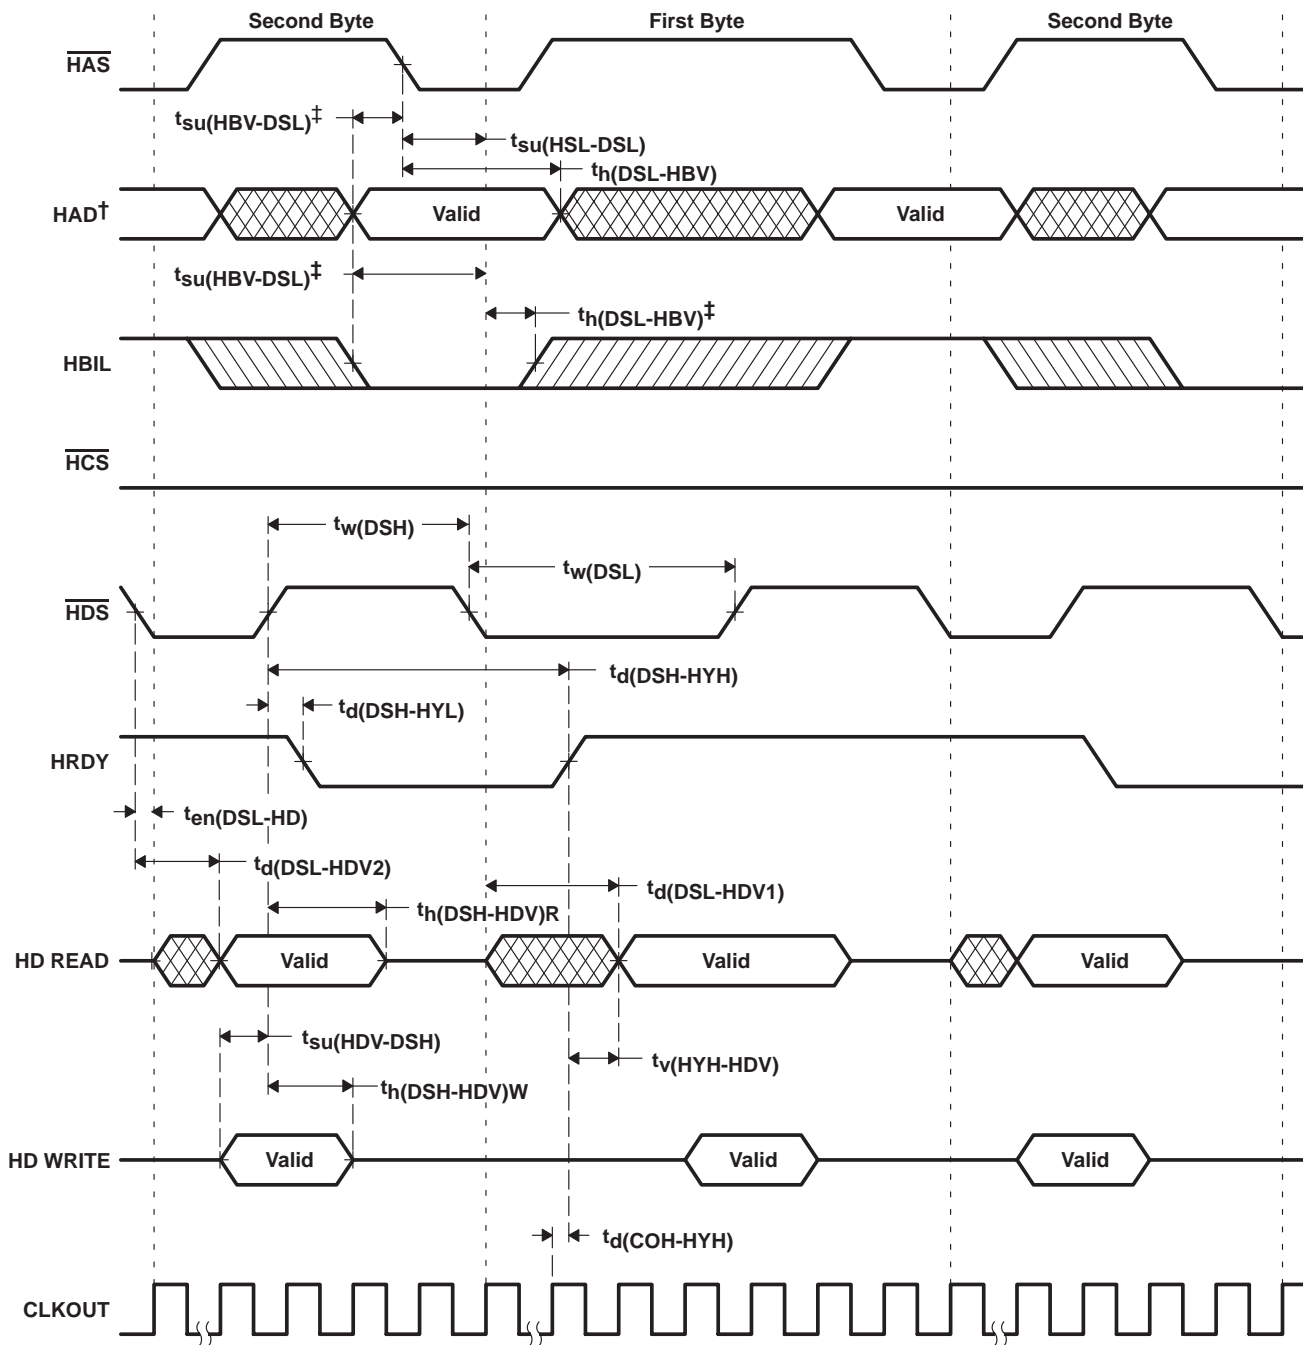 Second Byte First Byte Second Byte
HAS
tsu(HBV-DSL)‡
tsu(HSL-DSL)
th(DSL-HBV)
HAD† Valid Valid
tsu(HBV-DSL)‡
th(DSL-HBV)‡
HBIL
HCS
tw(DSH)
tw(DSL)
HDS
td(DSH-HYH)
td(DSH-HYL)
HRDY
ten(DSL-HD)
td(DSL-HDV2)
td(DSL-HDV1)
th(DSH-HDV)R
HD READ Valid Valid Valid
tsu(HDV-DSH)
tv(HYH-HDV)
th(DSH-HDV)W
HD WRITE Valid Valid Valid
td(COH-HYH)
CLKOUT